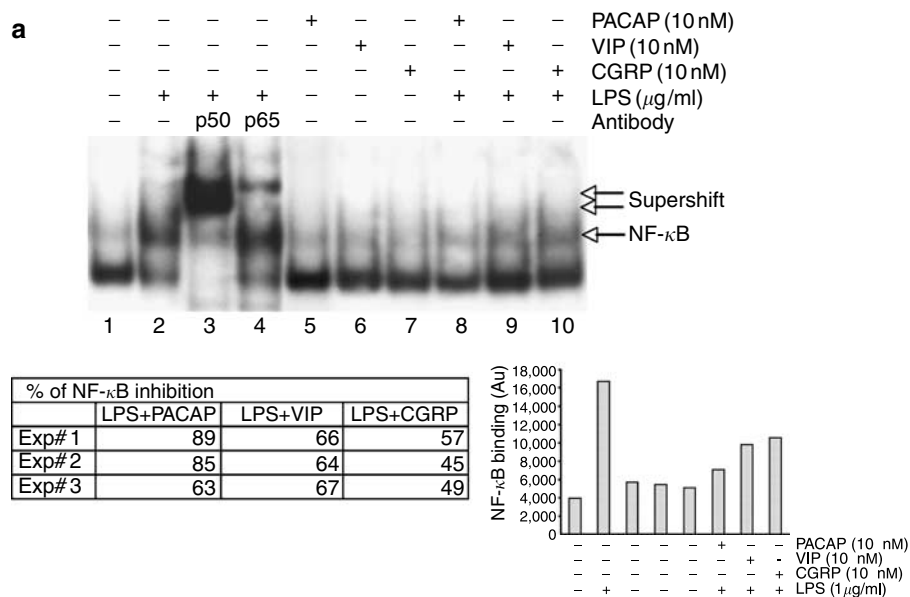 a
– – – – + – – + – – PACAP (10 nM)
– – – – – + – – + – VIP (10 nM)
– – – – – – + – – + CGRP (10 nM)
– + + + – – – + + + LPS (μg/ml)
– – p50 p65 – – – – – – Antibody
Supershift
NF-κB
1 2 3 4 5 6 7 8 9 10
% of NF-κB inhibition
LPS+PACAP LPS+VIP LPS+CGRP
Exp#1 89 66 57
Exp#2 85 64 45
Exp#3 63 67 49
NF-κB binding (Au)
18,000
16,000
14,000
12,000
10,000
8,000
6,000
4,000
2,000
0
– – – – – + – – PACAP (10 nM)
– – – – – – + - VIP (10 nM)
– – – – – – – + CGRP (10 nM)
– + – – – + + + LPS (1μg/ml)